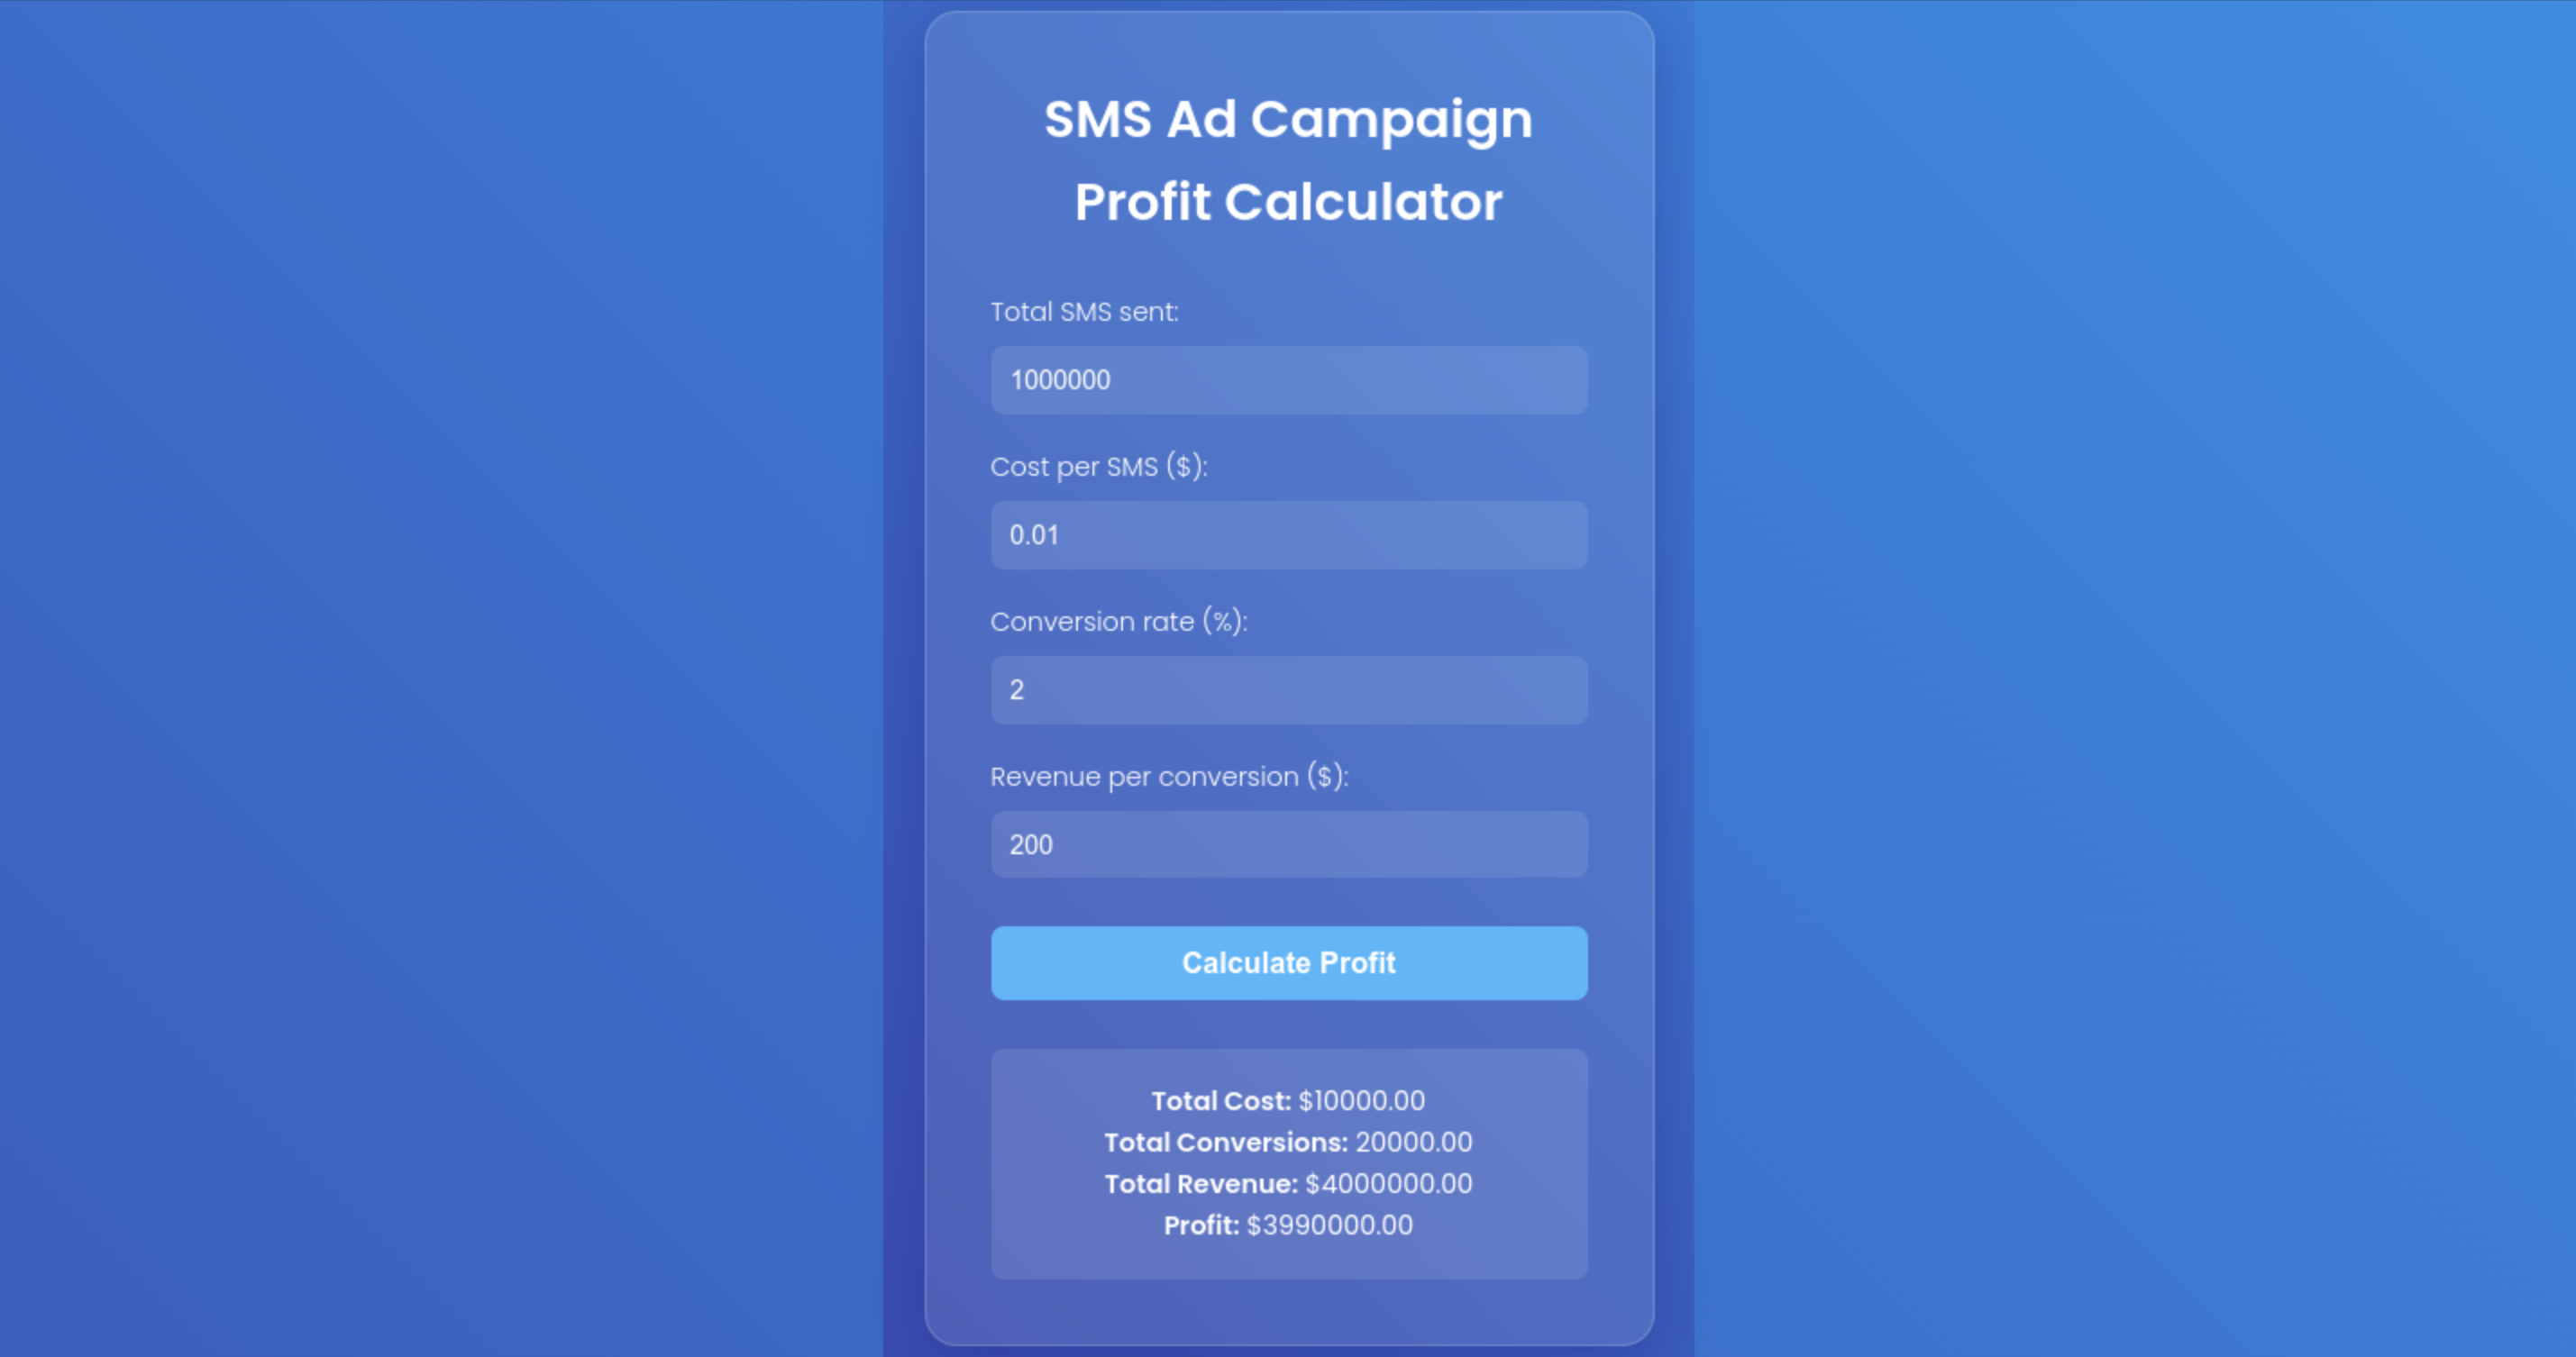 SMS Ad Campaign
Profit Calculator
Total SMS sent:
1000000
Cost per SMS ($):
0.01
Conversion rate (%):
2
Revenue per conversion ($):
200
Calculate Profit
Total Cost: $10000.00
Total Conversions: 20000.00
Total Revenue: $4000000.00
Profit: $3990000.00